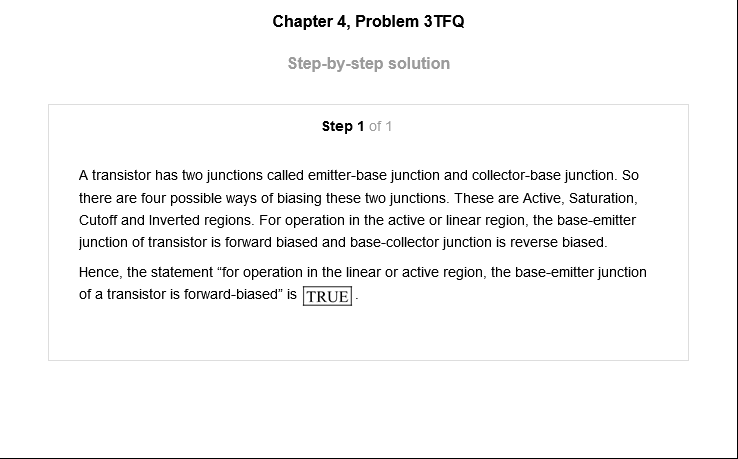 Chapter 4, Problem 3TFQ
Step-by-step solution
Step 1 of 1
A transistor has two junctions called emitter-base junction and collector-base junction. So
there are four possible ways of biasing these two junctions. These are Active, Saturation,
Cutoff and Inverted regions. For operation in the active or linear region, the base-emitter
junction of transistor is forward biased and base-collector junction is reverse biased.
Hence, the statement “for operation in the linear or active region, the base-emitter junction
of a transistor is forward-biased” is TRUE.